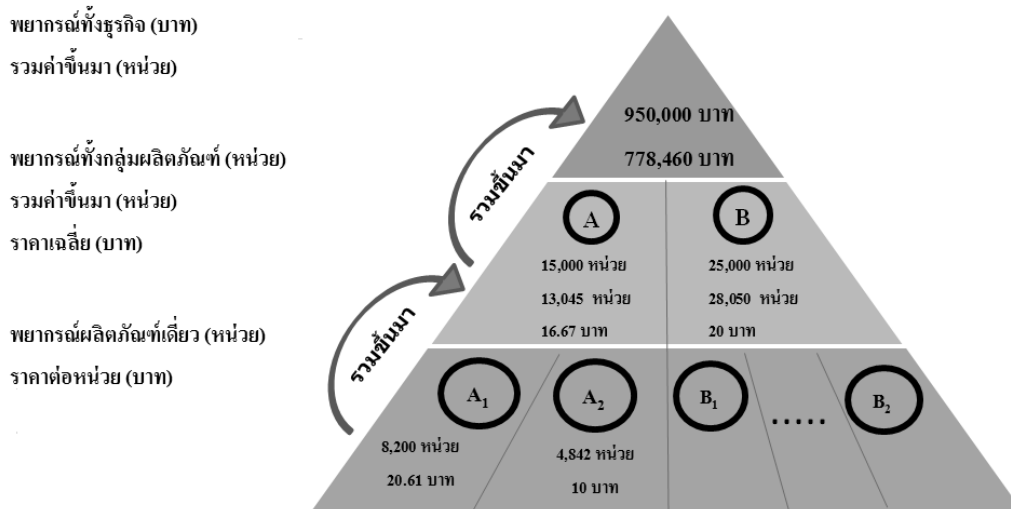 พยากรณ์ทั้งธุรกิจ (บาท)
รวมค่าขึ้นมา (หน่วย)
950,000 บาท
778,460 บาท
รวมขึ้นมา
พยากรณ์ทั้งกลุ่มผลิตภัณฑ์ (หน่วย)
รวมค่าขึ้นมา (หน่วย)
ราคาเฉลี่ย (บาท)
A B
15,000 หน่วย 25,000 หน่วย
13,045 หน่วย 28,050 หน่วย
16.67 บาท 20 บาท
รวมขึ้นมา
พยากรณ์ผลิตภัณฑ์เดี่ยว (หน่วย)
ราคาต่อหน่วย (บาท)
A₁ A₂ B₁ ..... B₂
8,200 หน่วย 4,842 หน่วย
20.61 บาท 10 บาท